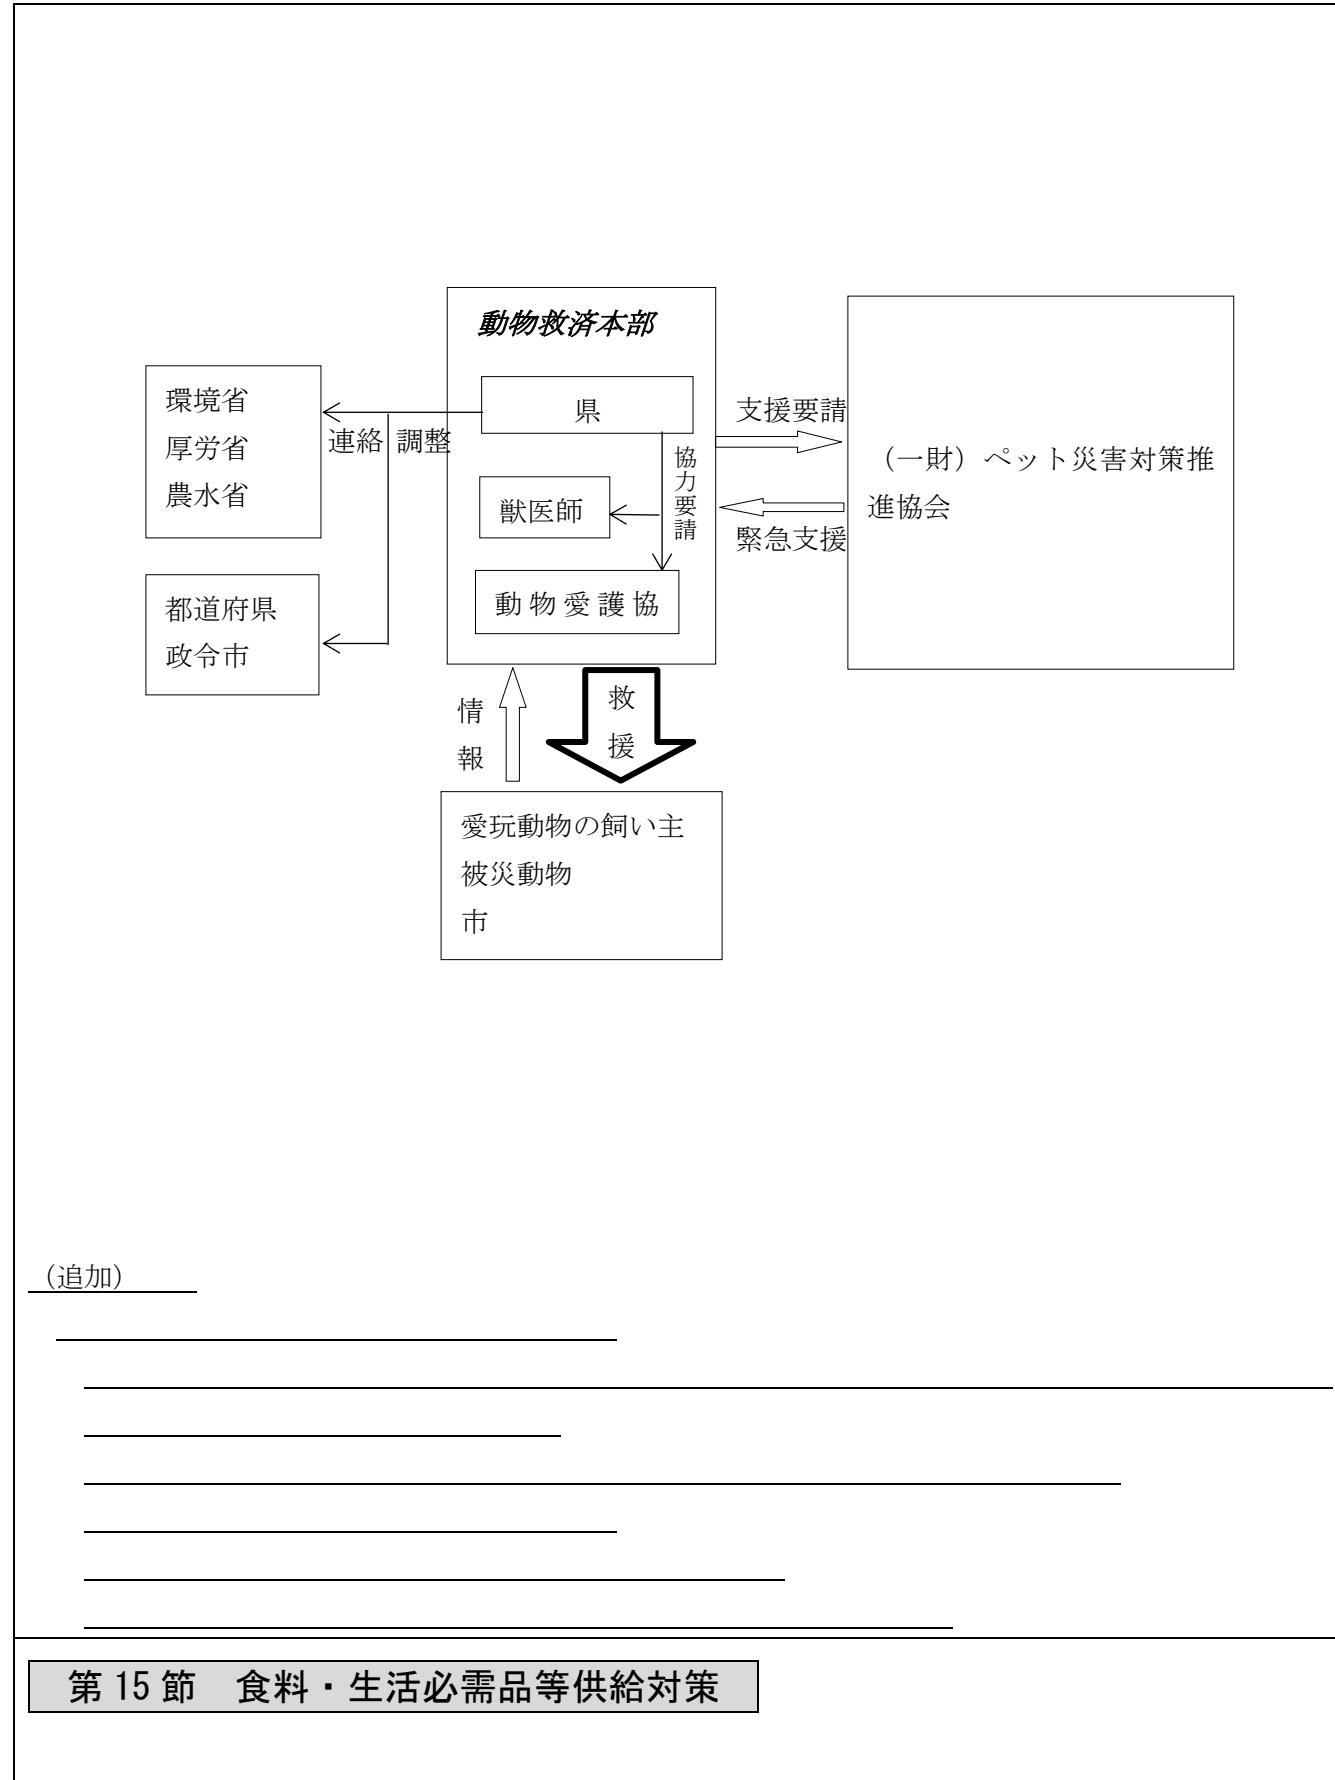 動物救済本部
環境省
厚労省
農水省
連絡
調整
県
協力要請
獣医師
動物愛護協
都道府県
政令市
支援要請
緊急支援
（一財）ペット災害対策推
進協会
情報
救援
愛玩動物の飼い主
被災動物
市
（追加）
第15節　食料・生活必需品等供給対策